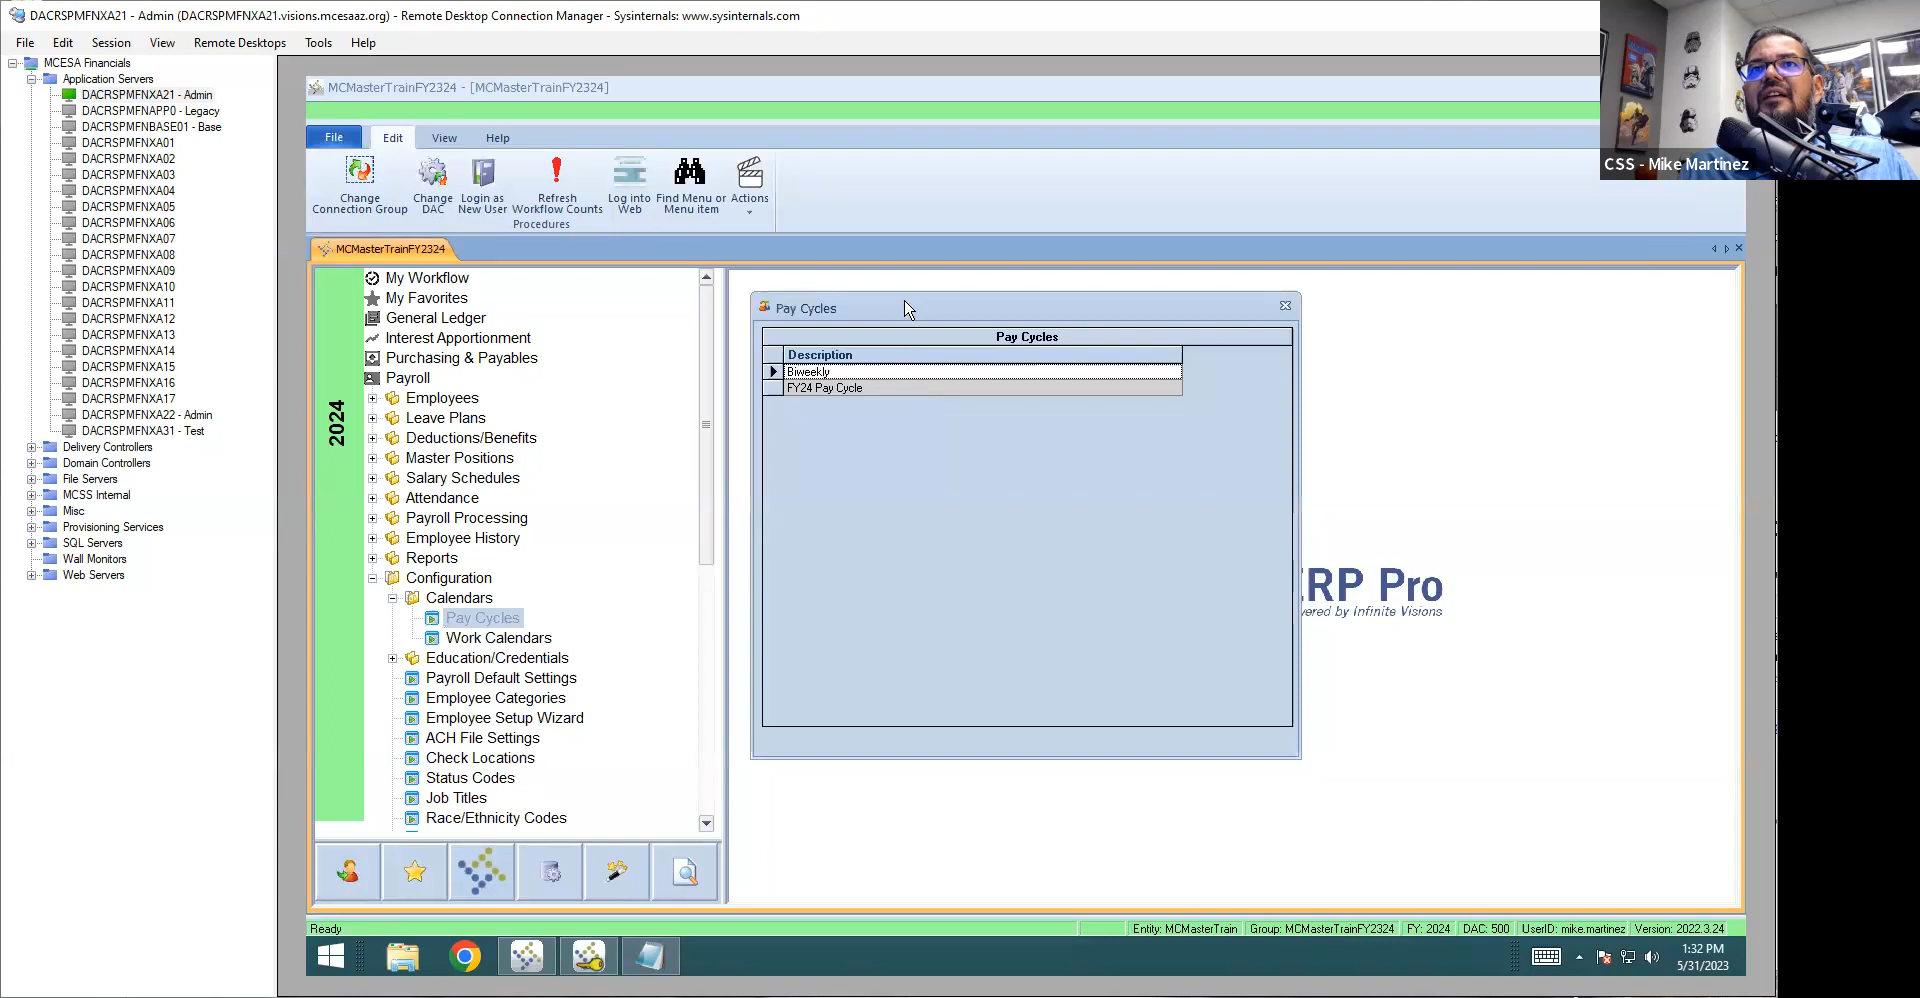 DACRSPMFNXA21 - Admin (DACRSPMFNXA21.visions.mcesaaz.org) - Remote Desktop Connection Manager - Sysinternals: www.sysinternals.com
File Edit Session View Remote Desktops Tools Help
MCESA Financials
Application Servers
DACRSPMFNXA21 - Admin
DACRSPMFNAPP0 - Legacy
DACRSPMFNBASE01 - Base
DACRSPMFNXA01
DACRSPMFNXA02
DACRSPMFNXA03
DACRSPMFNXA04
DACRSPMFNXA05
DACRSPMFNXA06
DACRSPMFNXA07
DACRSPMFNXA08
DACRSPMFNXA09
DACRSPMFNXA10
DACRSPMFNXA11
DACRSPMFNXA12
DACRSPMFNXA13
DACRSPMFNXA14
DACRSPMFNXA15
DACRSPMFNXA16
DACRSPMFNXA17
DACRSPMFNXA22 - Admin
DACRSPMFNXA31 - Test
Delivery Controllers
Domain Controllers
File Servers
MCSS Internal
Misc
Provisioning Services
SQL Servers
Wall Monitors
Web Servers
MCMasterTrainFY2324 - [MCMasterTrainFY2324]
File Edit View Help
Change Connection Group
Change DAC
Login as New User
Refresh Workflow Counts
Log into Web
Find Menu or Menu item
Actions
Procedures
MCMasterTrainFY2324
2024
My Workflow
My Favorites
General Ledger
Interest Apportionment
Purchasing & Payables
Payroll
Employees
Leave Plans
Deductions/Benefits
Master Positions
Salary Schedules
Attendance
Payroll Processing
Employee History
Reports
Configuration
Calendars
Pay Cycles
Work Calendars
Education/Credentials
Payroll Default Settings
Employee Categories
Employee Setup Wizard
ACH File Settings
Check Locations
Status Codes
Job Titles
Race/Ethnicity Codes
Pay Cycles
Pay Cycles
Description
Biweekly
FY24 Pay Cycle
ERP Pro
wered by Infinite Visions
CSS - Mike Martinez
Ready
Entity: MCMasterTrain Group: MCMasterTrainFY2324 FY: 2024 DAC: 500 UserID: mike.martinez Version: 2022.3.24
1:32 PM
5/31/2023